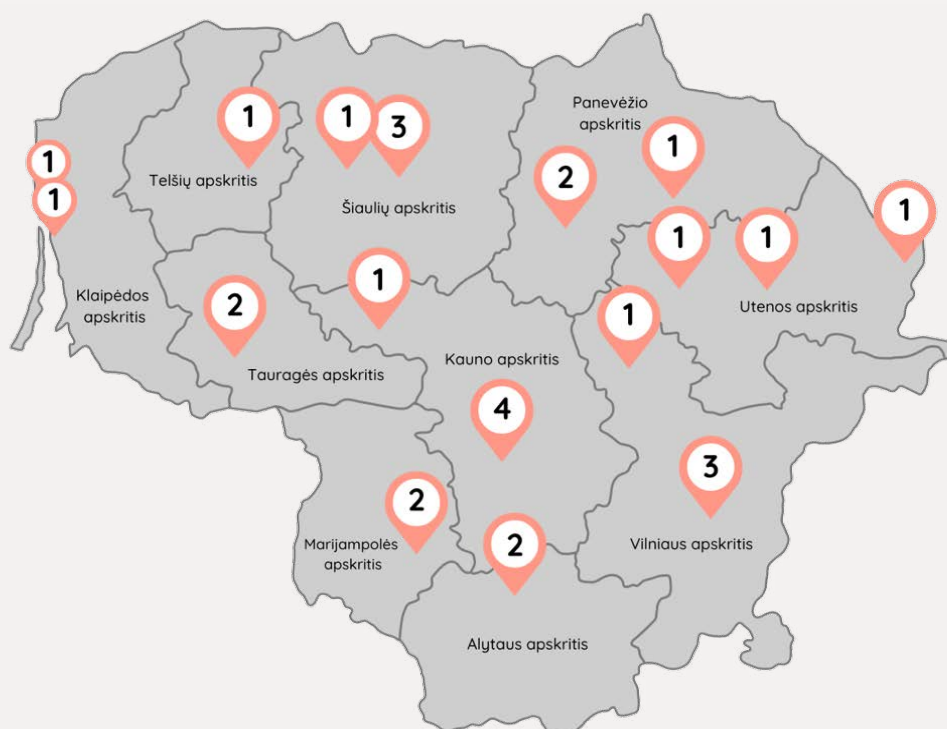 1
1
3
Panevėžio
apskritis
1
1
2
Telšių apskritis
1
Šiaulių apskritis
1
1
1
1
Klaipėdos
apskritis
2
1
Utenos apskritis
1
Kauno apskritis
Tauragės apskritis
4
3
2
Marijampolės
apskritis
2
Vilniaus apskritis
Alytaus apskritis